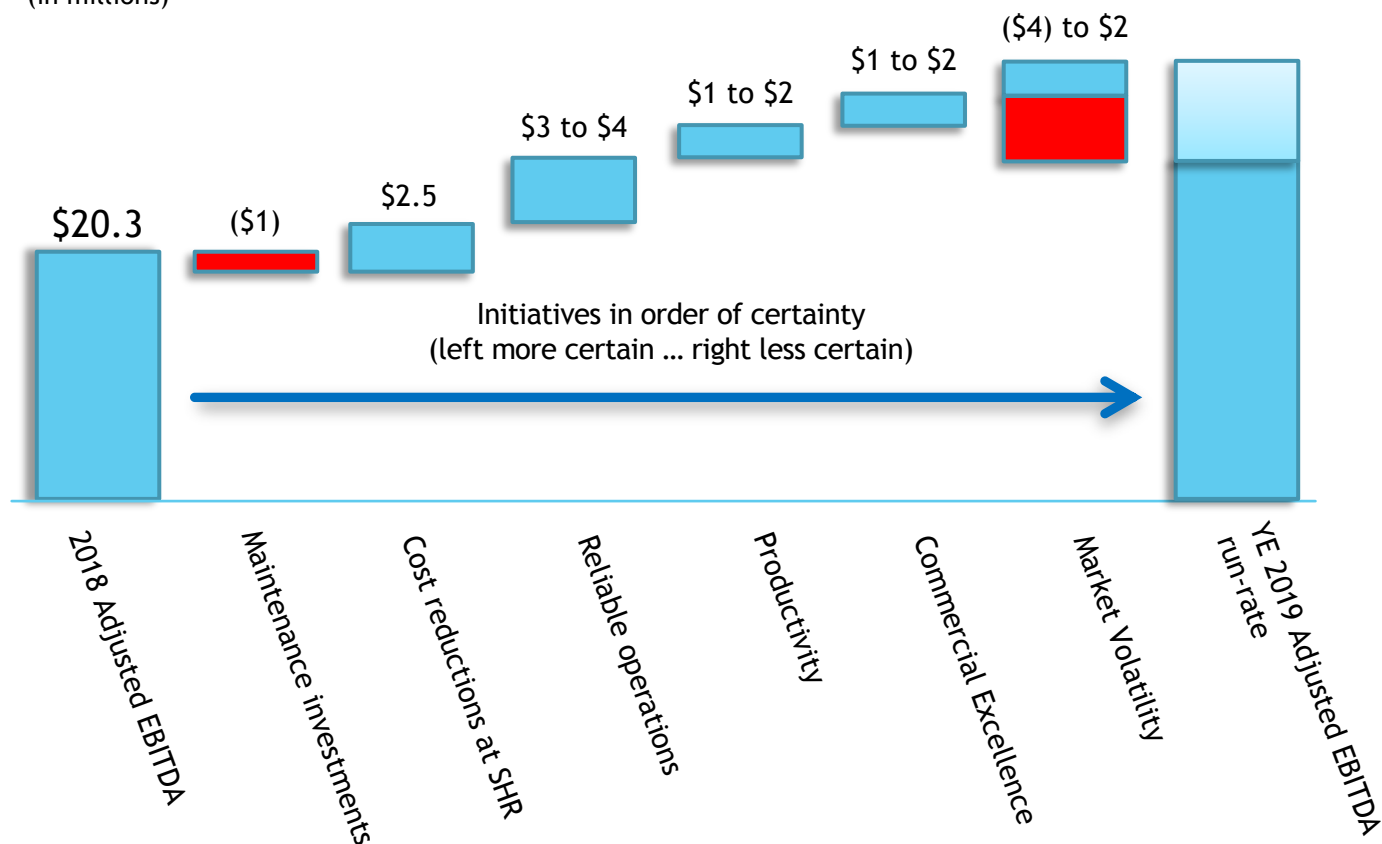 (in millions)
$20.3
($1)
$2.5
$3 to $4
$1 to $2
$1 to $2
($4) to $2
Initiatives in order of certainty
(left more certain … right less certain)
2018 Adjusted EBITDA
Maintenance investments
Cost reductions at SHR
Reliable operations
Productivity
Commercial Excellence
Market Volatility
YE 2019 Adjusted EBITDA
run-rate